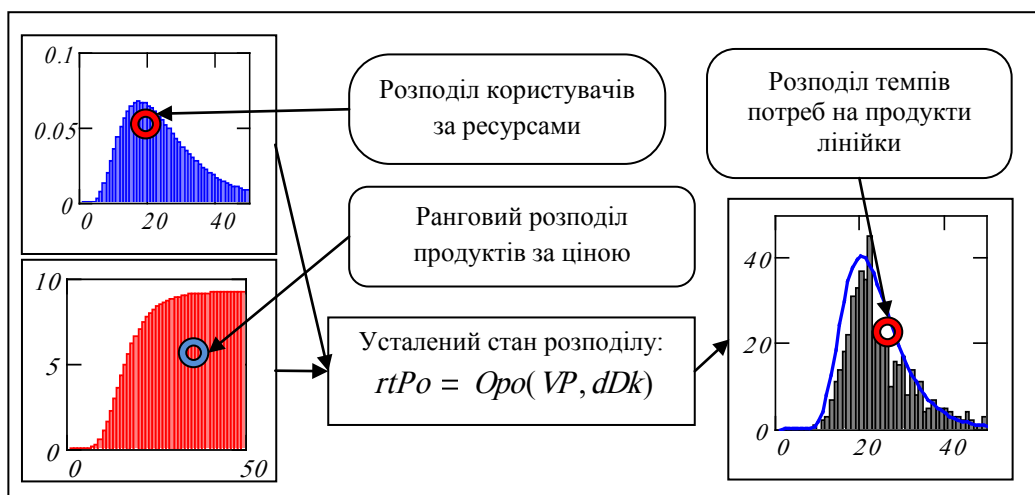 0.1
0.05
0
0 20 40
Розподіл користувачів
за ресурсами
Розподіл темпів
потреб на продукти
лінійки
Ранговий розподіл
продуктів за ціною
10
5
0
0 50
Усталений стан розподілу:
rtPo = Opo( VP , dDk)
40
20
0
0 20 40